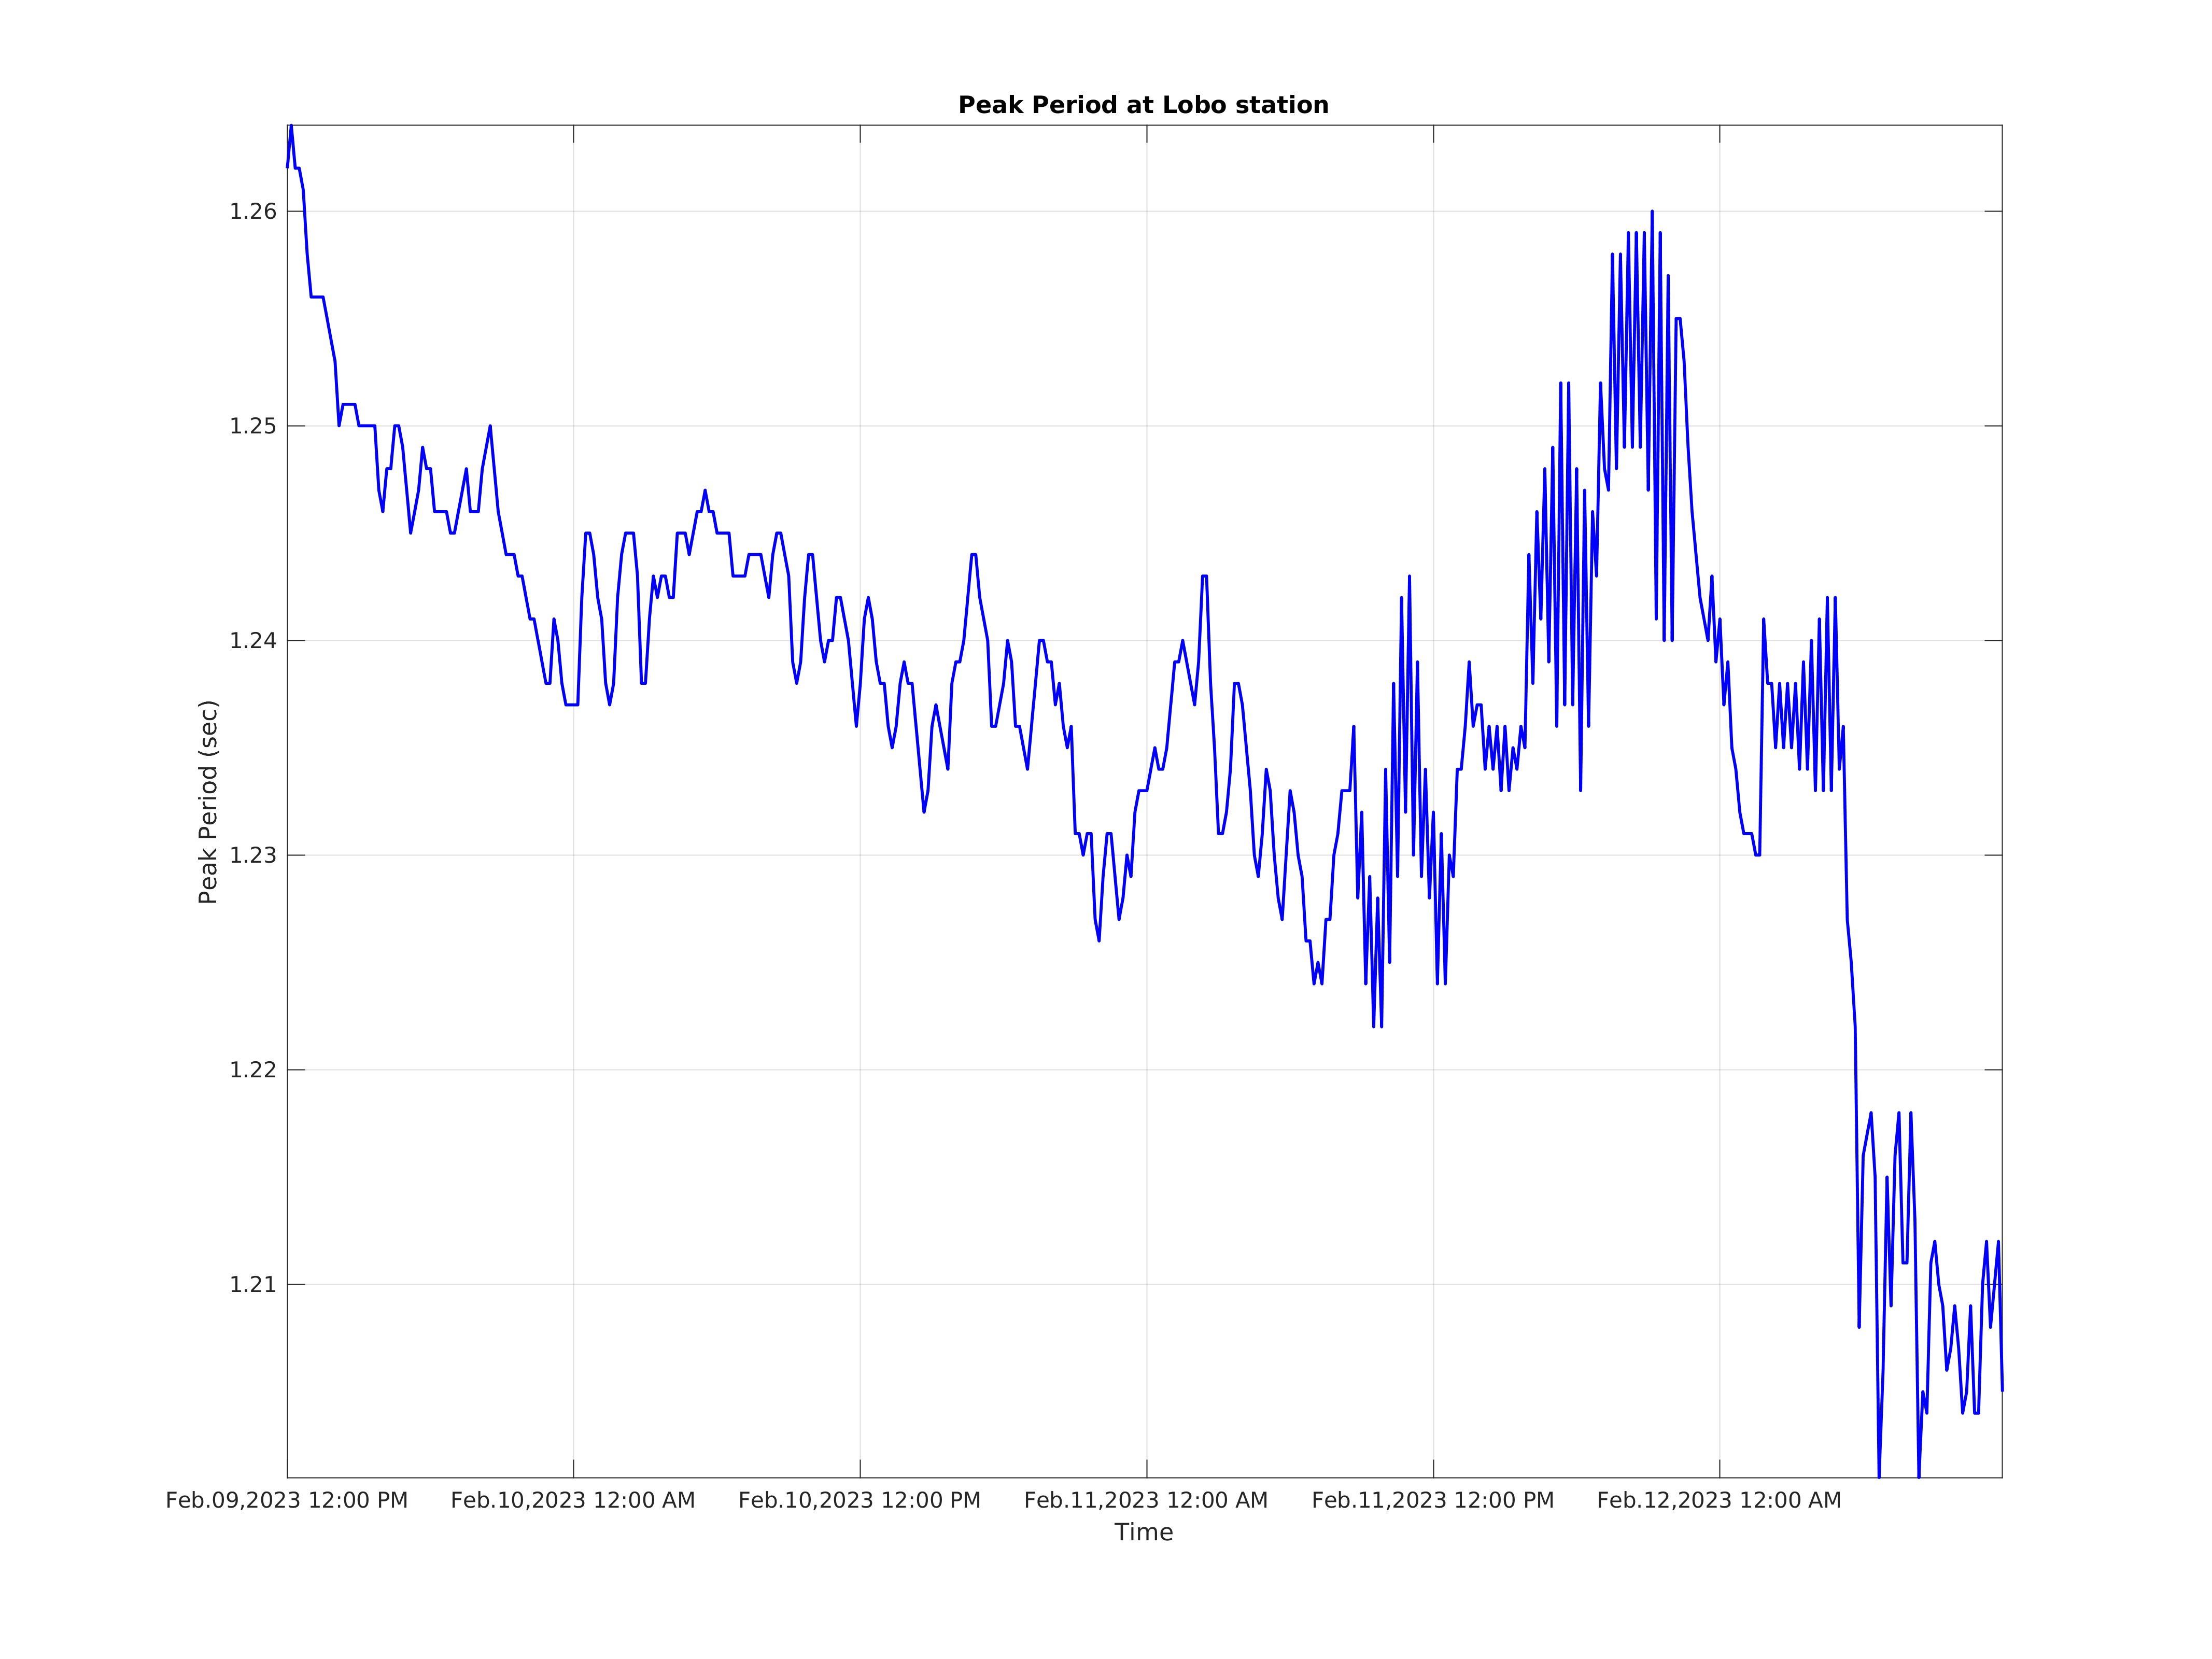 Peak Period at Lobo station
1.26
1.25
1.24
1.23
1.22
1.21
Peak Period (sec)
Feb.09,2023 12:00 PM Feb.10,2023 12:00 AM Feb.10,2023 12:00 PM Feb.11,2023 12:00 AM Feb.11,2023 12:00 PM Feb.12,2023 12:00 AM
Time